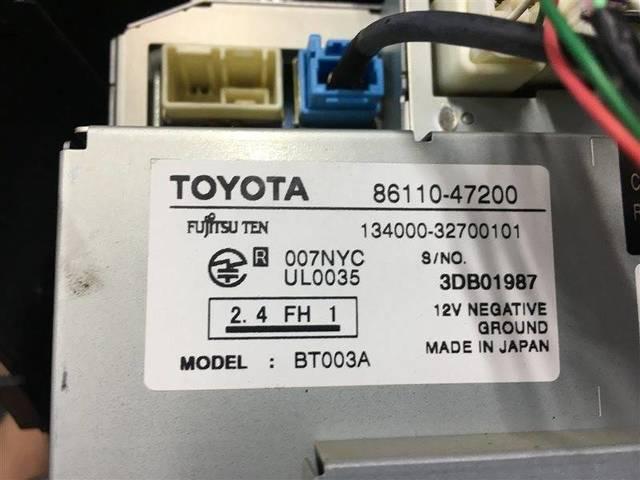 TOYOTA 86110-47200
FUJITSU TEN 134000-32700101
R 007NYC S/NO.
UL0035 3DB01987
2.4 FH 1 12V NEGATIVE
GROUND
MODEL : BT003A MADE IN JAPAN